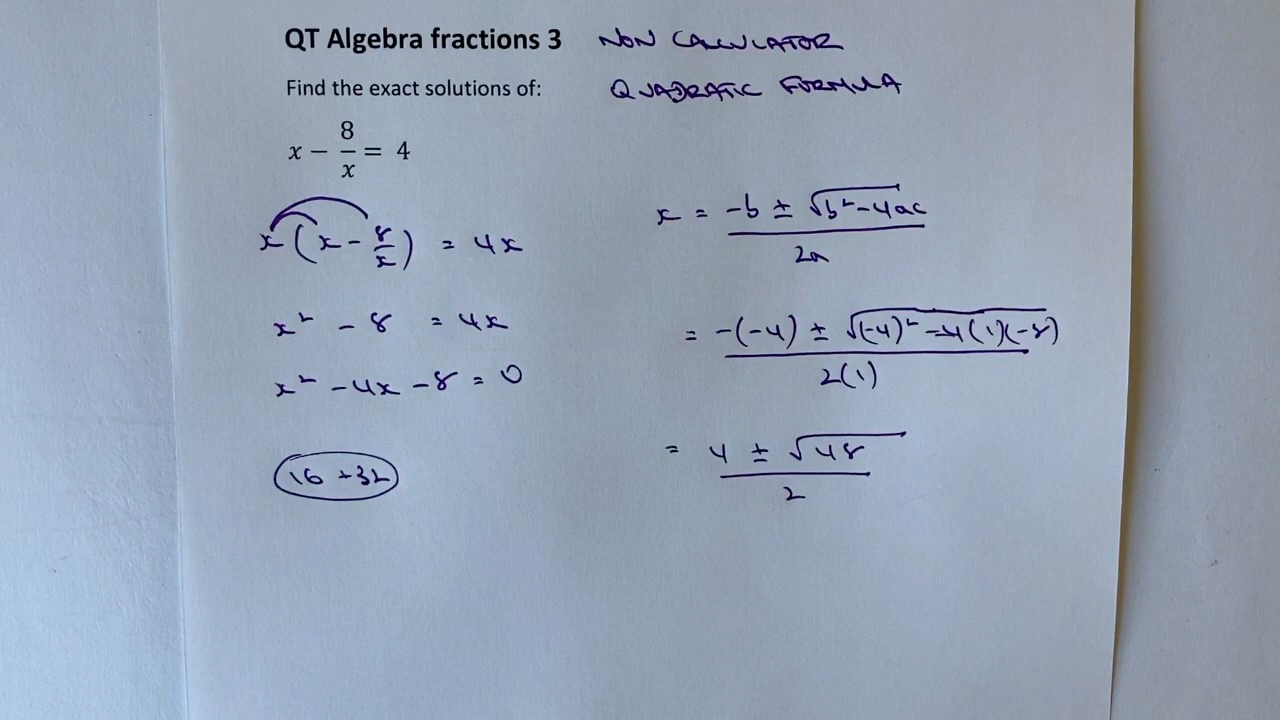 QT Algebra fractions 3 NON CALCULATOR
Find the exact solutions of: QUADRATIC FORMULA
x − 8/x = 4
x(x − 8/x) = 4x
x² − 8 = 4x
x² − 4x − 8 = 0
16 + 32
x = (−b ± √(b² − 4ac))/2a
= (−(−4) ± √((−4)² − 4(1)(−8)))/2(1)
= (4 ± √48)/2